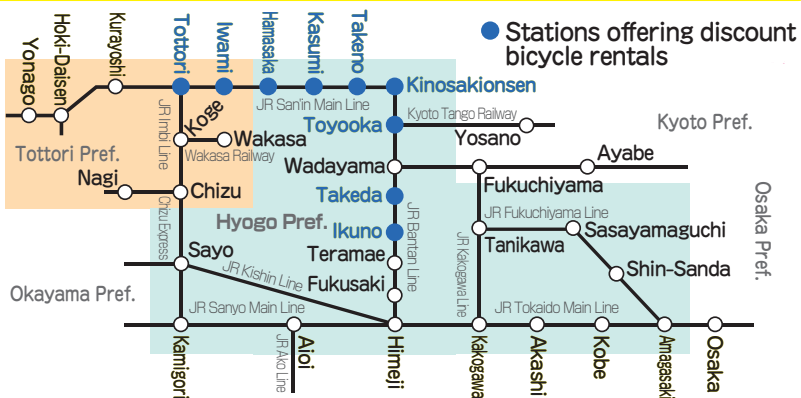 Stations offering discount
bicycle rentals
Yonago
Hoki-Daisen
Kurayoshi
Tottori
Iwami
Hamasaka
Kasumi
Takeno
Kinosakionsen
JR San'in Main Line
Toyooka
Kyoto Tango Railway
Yosano
Kyoto Pref.
JR Imbi Line
Koge
Wakasa
Wakasa Railway
Tottori Pref.
Nagi
Chizu
Wadayama
Fukuchiyama
Ayabe
Takeda
Hyogo Pref.
Ikuno
JR Bantan Line
JR Fukuchiyama Line
Tanikawa
Sasayamaguchi
Osaka Pref.
Chizu Express
Sayo
JR Kishin Line
Teramae
Shin-Sanda
Fukusaki
JR Kakogawa Line
Okayama Pref.
JR Sanyo Main Line
JR Tokaido Main Line
Kamigori
JR Ako Line
Aioi
Himeji
Kakogawa
Akashi
Kobe
Amagasaki
Osaka